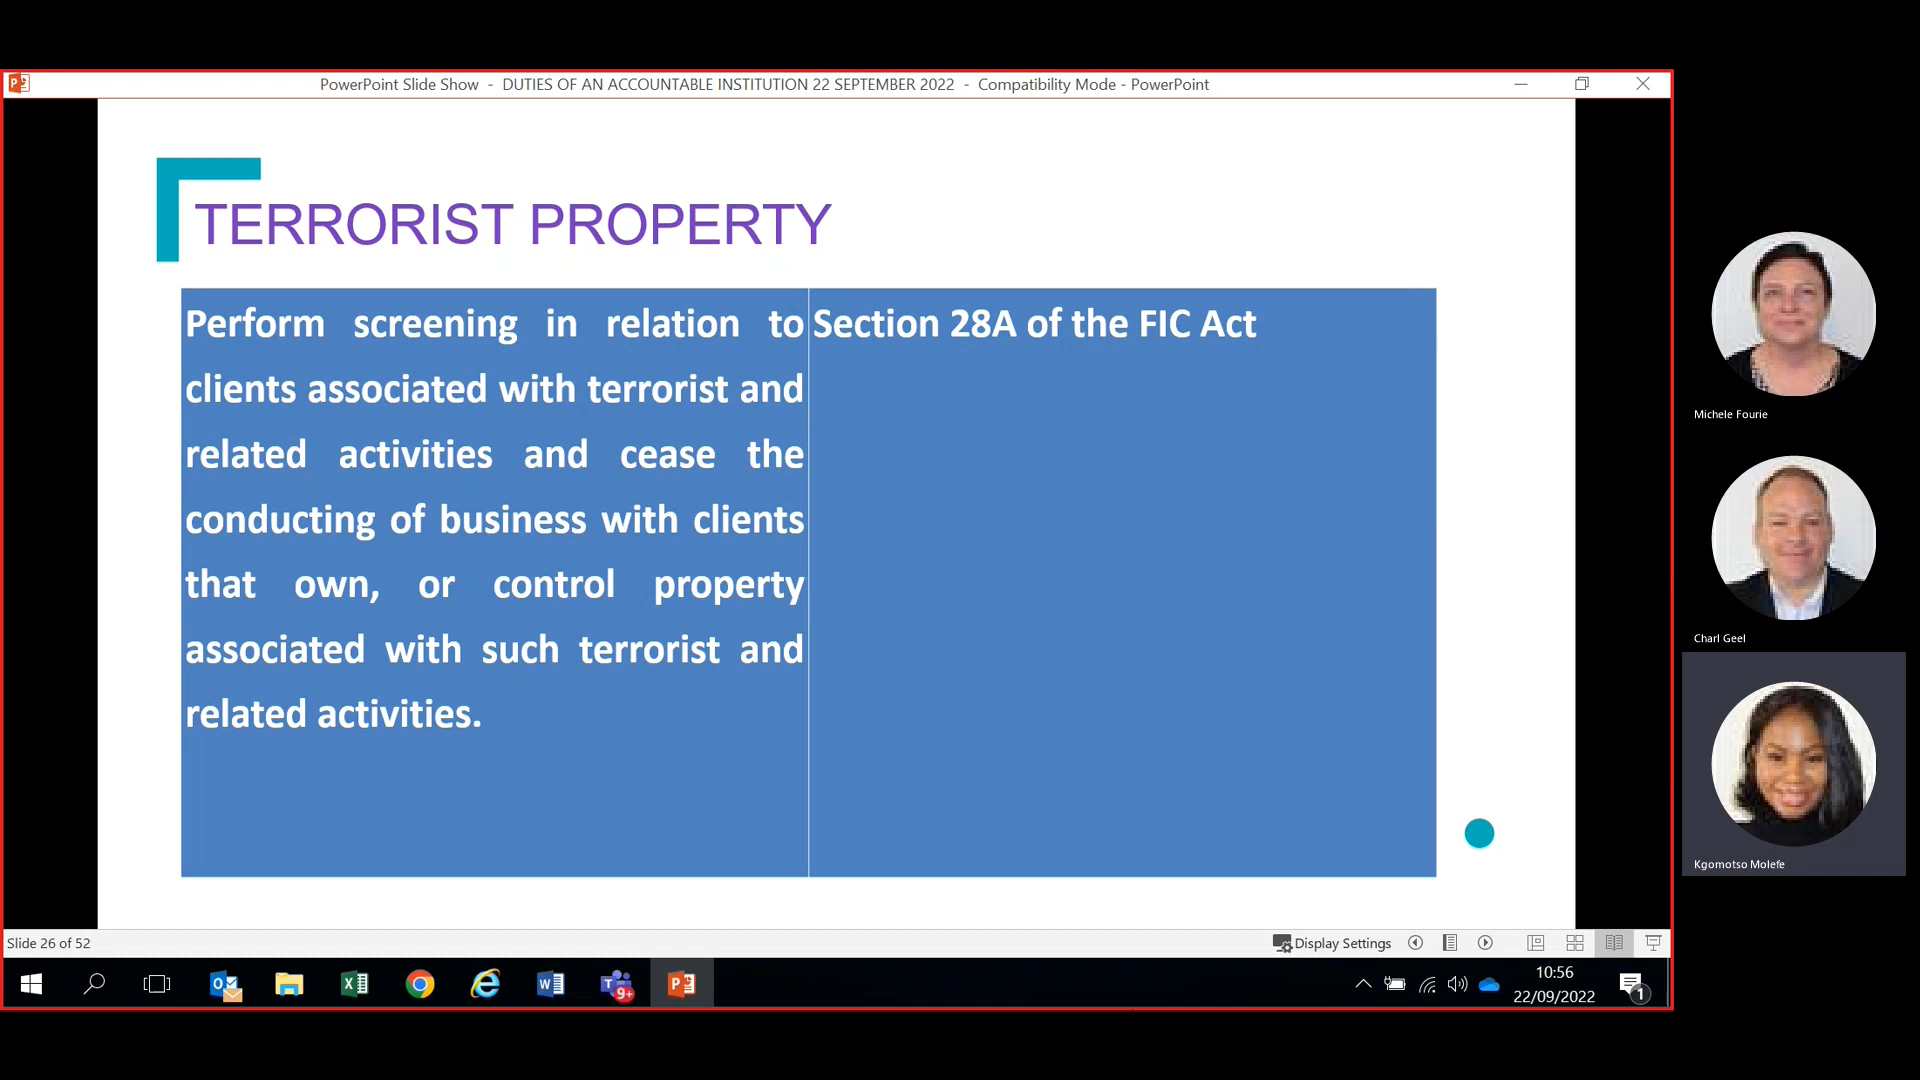 PowerPoint Slide Show - DUTIES OF AN ACCOUNTABLE INSTITUTION 22 SEPTEMBER 2022 - Compatibility Mode - PowerPoint
TERRORIST PROPERTY
Perform screening in relation to
clients associated with terrorist and
related activities and cease the
conducting of business with clients
that own, or control property
associated with such terrorist and
related activities.
Section 28A of the FIC Act
Michele Fourie
Charl Geel
Kgomotso Molefe
Slide 26 of 52
Display Settings
9+
10:56
22/09/2022
1